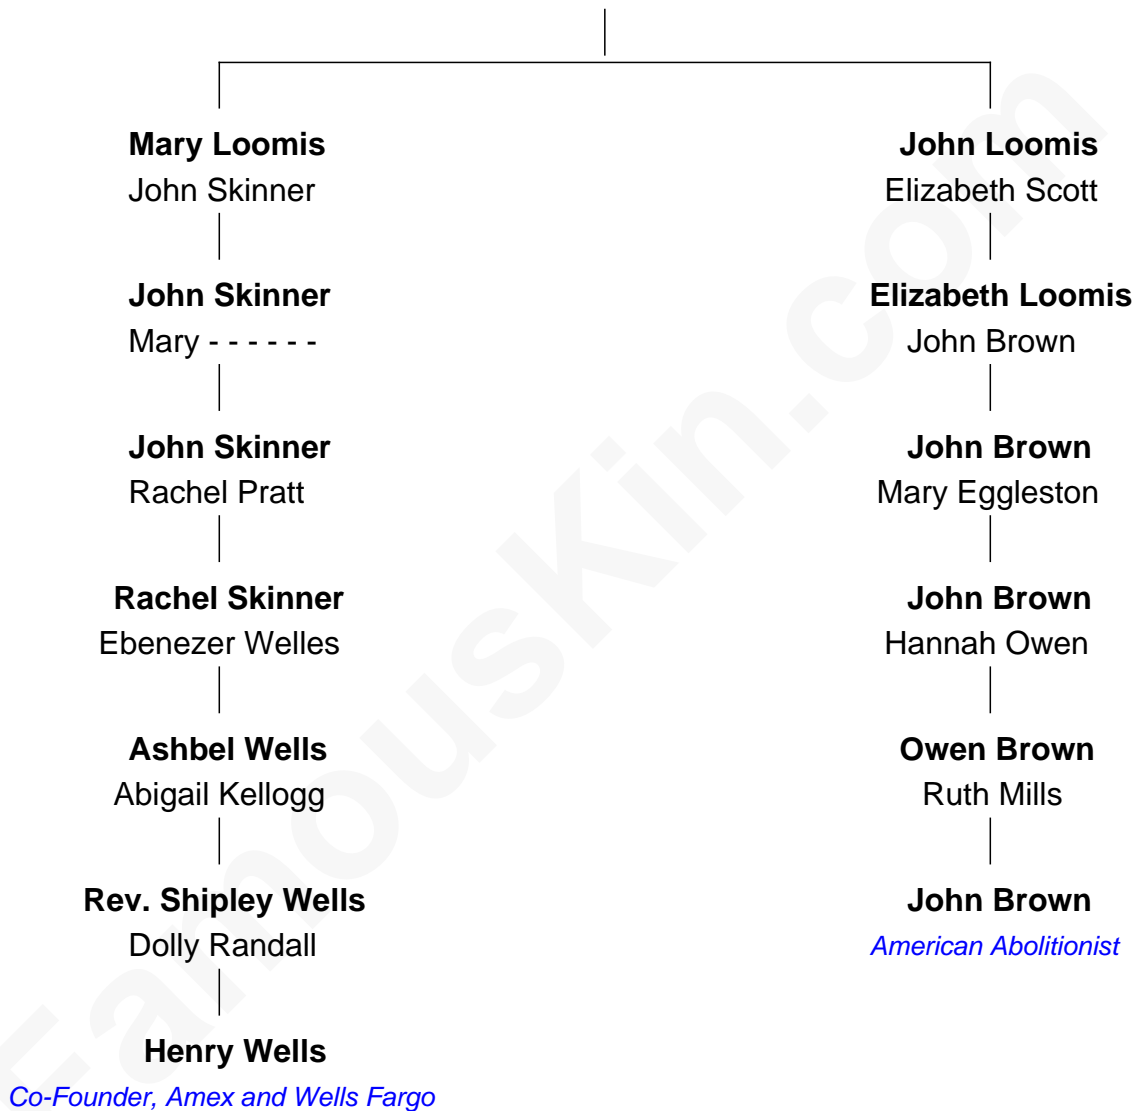 Mary Loomis
John Skinner
John Loomis
Elizabeth Scott
John Skinner
Mary - - - - - -
Elizabeth Loomis
John Brown
John Skinner
Rachel Pratt
John Brown
Mary Eggleston
Rachel Skinner
Ebenezer Welles
John Brown
Hannah Owen
Ashbel Wells
Abigail Kellogg
Owen Brown
Ruth Mills
Rev. Shipley Wells
Dolly Randall
John Brown
American Abolitionist
Henry Wells
Co-Founder, Amex and Wells Fargo
FamousKin.com